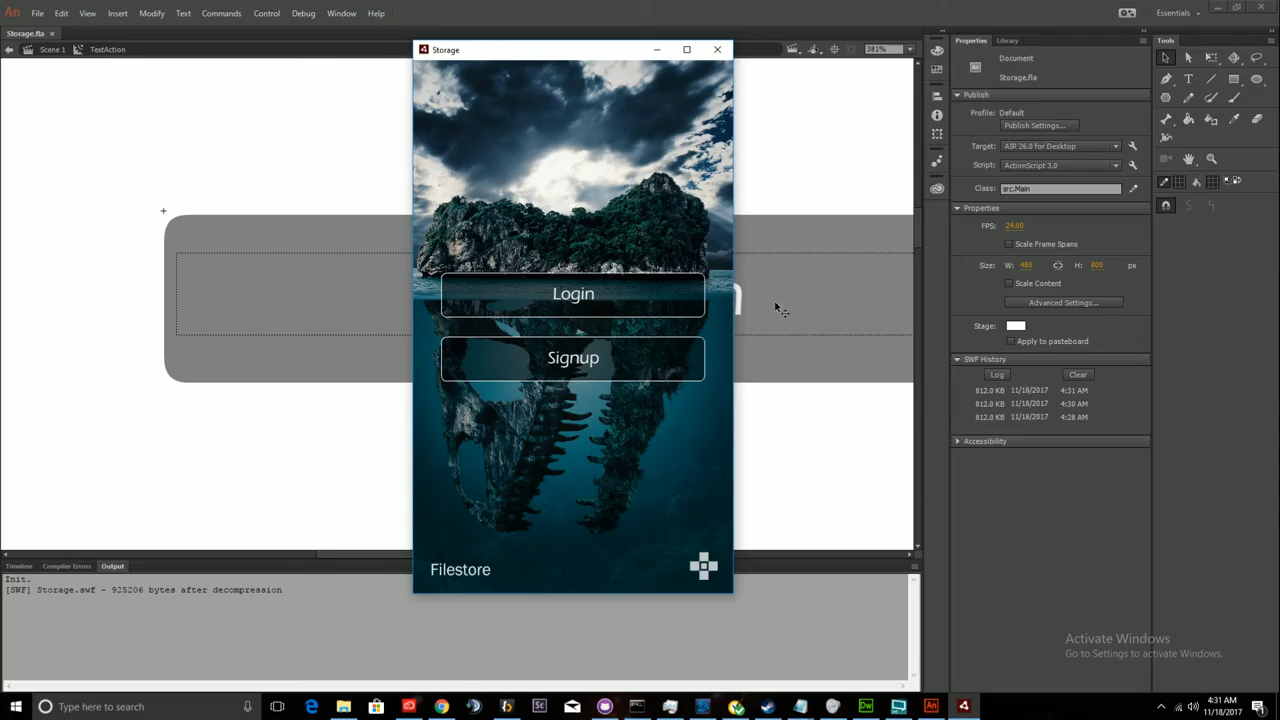 An File Edit View Insert Modify Text Commands Control Debug Window Help Essentials
Storage.fla ×
Scene 1 TextAction 381%
Storage
Login
Signup
Filestore
Properties Library
Document
Storage.fla
Publish
Profile: Default
Publish Settings...
Target: AIR 26.0 for Desktop
Script: ActionScript 3.0
Class: src.Main
Properties
FPS: 24.00
Scale Frame Spans
Size: W: 480 H: 800 px
Scale Content
Advanced Settings...
Stage:
Apply to pasteboard
SWF History
Log Clear
812.0 KB 11/18/2017 4:31 AM
812.0 KB 11/18/2017 4:30 AM
812.0 KB 11/18/2017 4:28 AM
Accessibility
Tools
Timeline Compiler Errors Output
Init.
[SWF] Storage.swf - 925206 bytes after decompression
Activate Windows
Go to Settings to activate Windows.
Type here to search
Sc
Dw
An
4:31 AM
11/18/2017